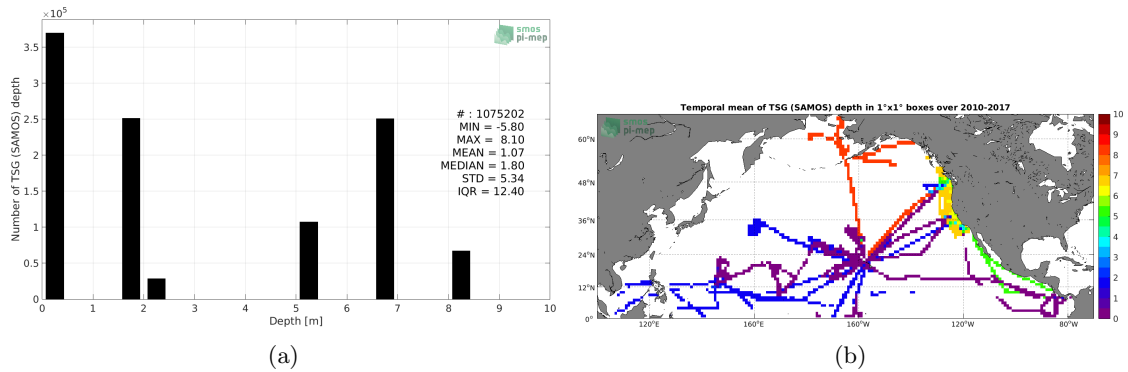 ×10⁵
smos
pi-mep
3.5
3
2.5
2
1.5
1
0.5
0
Number of TSG (SAMOS) depth
# : 1075202
MIN = -5.80
MAX = 8.10
MEAN = 1.07
MEDIAN = 1.80
STD = 5.34
IQR = 12.40
0 1 2 3 4 5 6 7 8 9 10
Depth [m]
(a)
Temporal mean of TSG (SAMOS) depth in 1°x1° boxes over 2010-2017
smos
pi-mep
60°N
48°N
36°N
24°N
12°N
0°
120°E 160°E 160°W 120°W 80°W
10
9
8
7
6
5
4
3
2
1
0
(b)